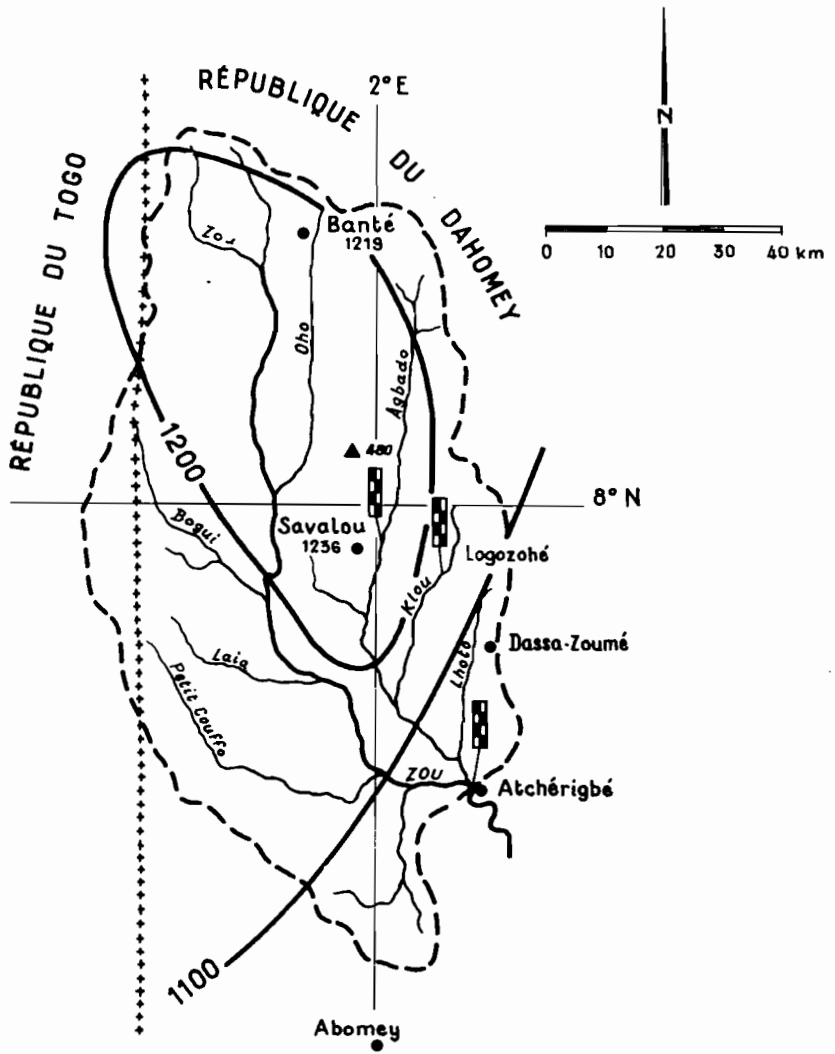 RÉPUBLIQUE DU DAHOMEY
2° E
N
RÉPUBLIQUE DU TOGO
0 10 20 30 40 km
Banté
1219
Zou
Oho
Agbado
1200
480
8° N
Bogui
Savalou
1236
Logozohé
Klou
Dassa-Zoumé
Lhoto
Laia
Petit Couffo
ZOU
Atchérigbé
1100
Abomey